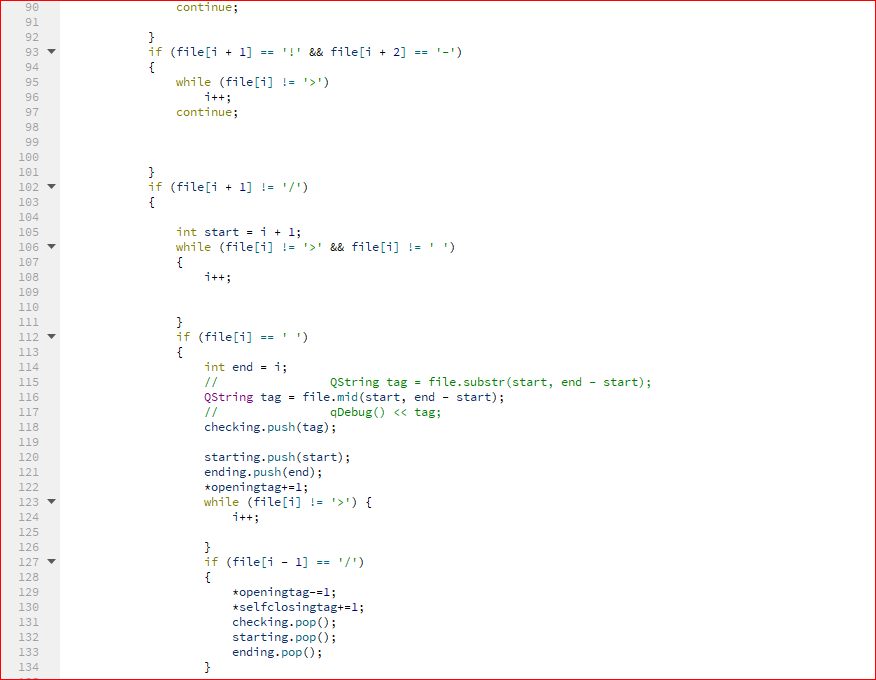 90 continue;
91
92 }
93 if (file[i + 1] == '!' && file[i + 2] == '-')
94 {
95 while (file[i] != '>')
96 i++;
97 continue;
98
99
100
101 }
102 if (file[i + 1] != '/')
103 {
104
105 int start = i + 1;
106 while (file[i] != '>' && file[i] != ' ')
107 {
108 i++;
109
110
111 }
112 if (file[i] == ' ')
113 {
114 int end = i;
115 // QString tag = file.substr(start, end - start);
116 QString tag = file.mid(start, end - start);
117 // qDebug() << tag;
118 checking.push(tag);
119
120 starting.push(start);
121 ending.push(end);
122 *openingtag+=1;
123 while (file[i] != '>') {
124 i++;
125
126 }
127 if (file[i - 1] == '/')
128 {
129 *openingtag-=1;
130 *selfclosingtag+=1;
131 checking.pop();
132 starting.pop();
133 ending.pop();
134 }